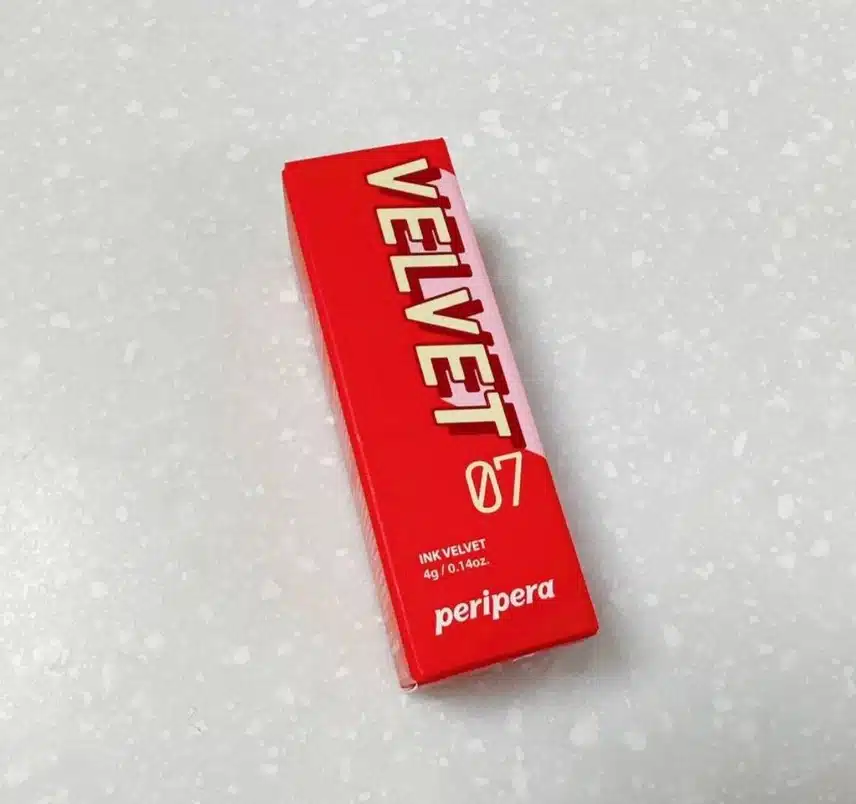 VELVET
07
INK VELVET
4g / 0.14oz.
peripera